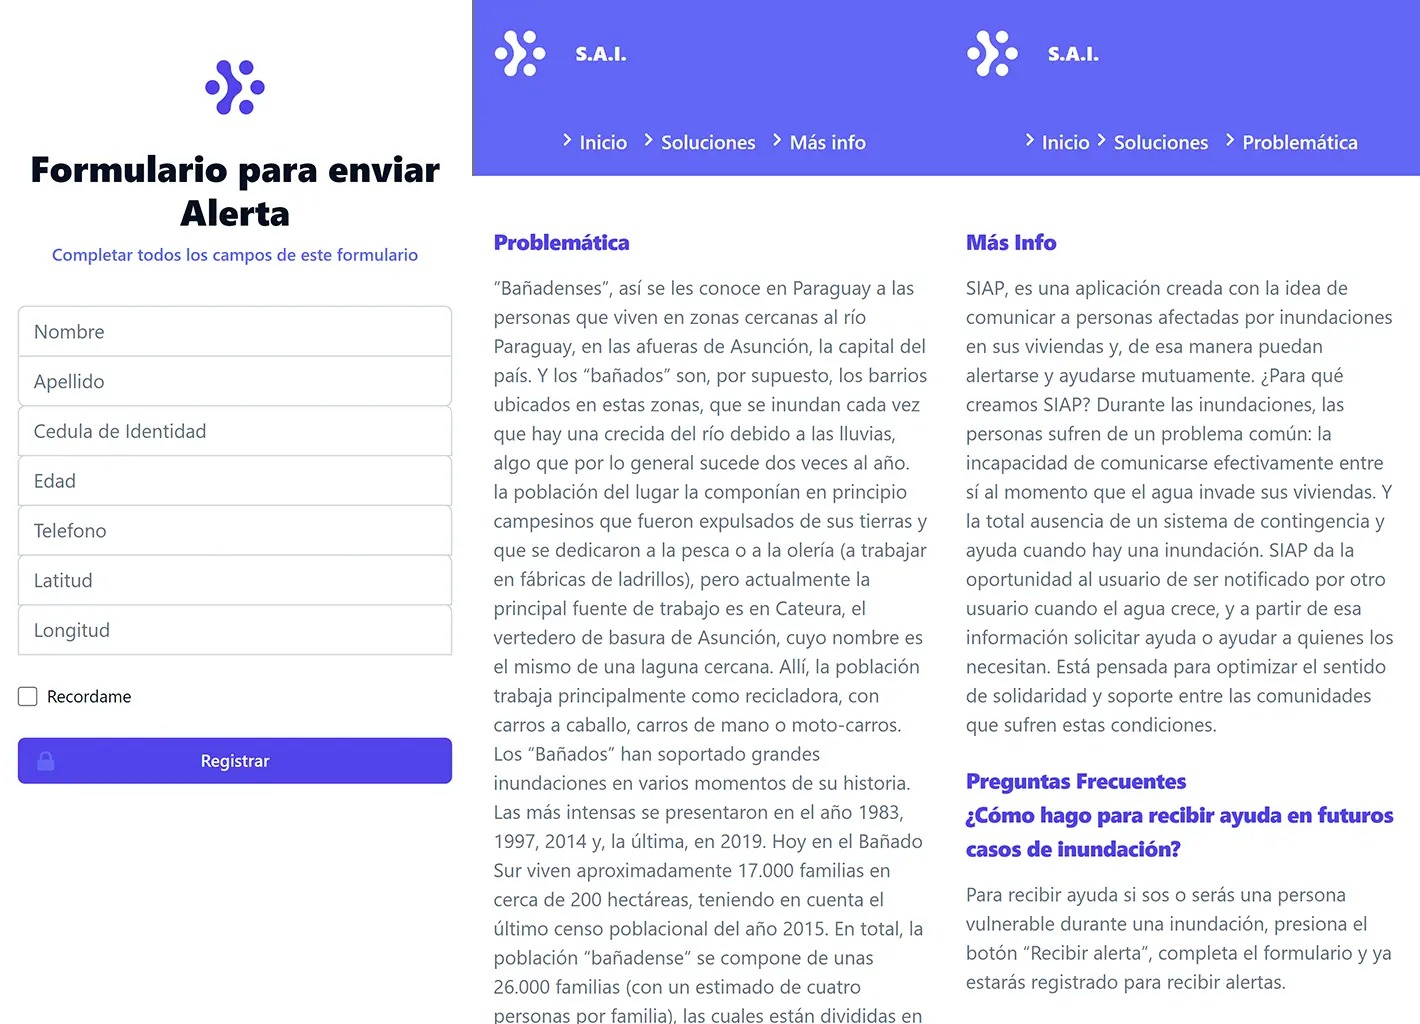 Formulario para enviar
Alerta
Completar todos los campos de este formulario
Nombre
Apellido
Cedula de Identidad
Edad
Telefono
Latitud
Longitud
Recordame
Registrar
S.A.I.
Inicio
Soluciones
Más info
Problemática
“Bañadenses”, así se les conoce en Paraguay a las
personas que viven en zonas cercanas al río
Paraguay, en las afueras de Asunción, la capital del
país. Y los “bañados” son, por supuesto, los barrios
ubicados en estas zonas, que se inundan cada vez
que hay una crecida del río debido a las lluvias,
algo que por lo general sucede dos veces al año.
la población del lugar la componían en principio
campesinos que fueron expulsados de sus tierras y
que se dedicaron a la pesca o a la olería (a trabajar
en fábricas de ladrillos), pero actualmente la
principal fuente de trabajo es en Cateura, el
vertedero de basura de Asunción, cuyo nombre es
el mismo de una laguna cercana. Allí, la población
trabaja principalmente como recicladora, con
carros a caballo, carros de mano o moto-carros.
Los “Bañados” han soportado grandes
inundaciones en varios momentos de su historia.
Las más intensas se presentaron en el año 1983,
1997, 2014 y, la última, en 2019. Hoy en el Bañado
Sur viven aproximadamente 17.000 familias en
cerca de 200 hectáreas, teniendo en cuenta el
último censo poblacional del año 2015. En total, la
población “bañadense” se compone de unas
26.000 familias (con un estimado de cuatro
personas por familia), las cuales están divididas en
S.A.I.
Inicio
Soluciones
Problemática
Más Info
SIAP, es una aplicación creada con la idea de
comunicar a personas afectadas por inundaciones
en sus viviendas y, de esa manera puedan
alertarse y ayudarse mutuamente. ¿Para qué
creamos SIAP? Durante las inundaciones, las
personas sufren de un problema común: la
incapacidad de comunicarse efectivamente entre
sí al momento que el agua invade sus viviendas. Y
la total ausencia de un sistema de contingencia y
ayuda cuando hay una inundación. SIAP da la
oportunidad al usuario de ser notificado por otro
usuario cuando el agua crece, y a partir de esa
información solicitar ayuda o ayudar a quienes los
necesitan. Está pensada para optimizar el sentido
de solidaridad y soporte entre las comunidades
que sufren estas condiciones.
Preguntas Frecuentes
¿Cómo hago para recibir ayuda en futuros
casos de inundación?
Para recibir ayuda si sos o serás una persona
vulnerable durante una inundación, presiona el
botón “Recibir alerta”, completa el formulario y ya
estarás registrado para recibir alertas.